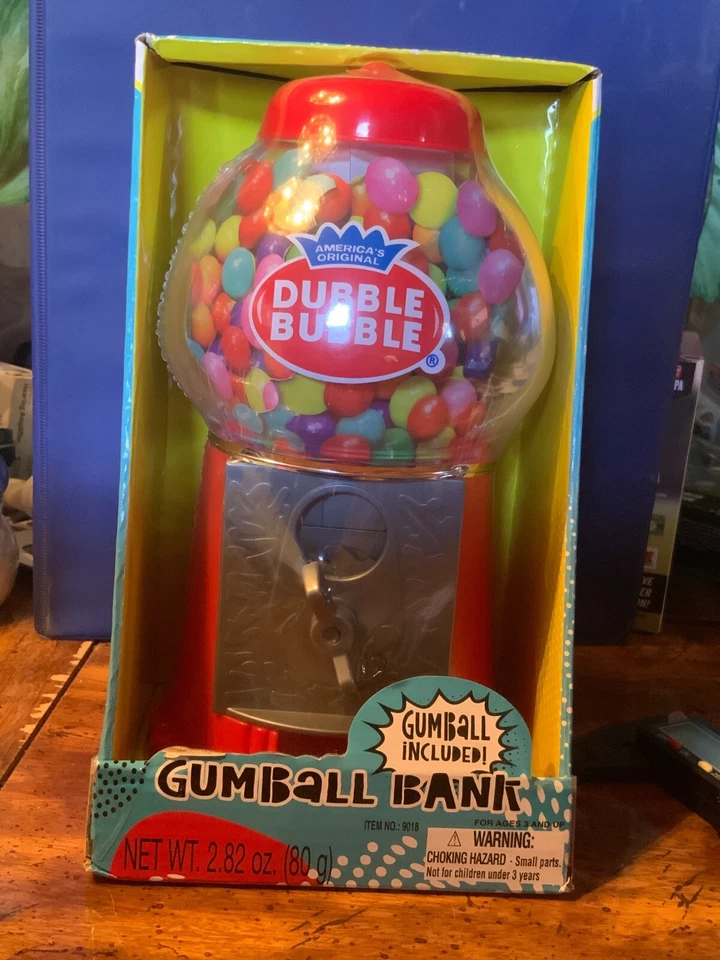 AMERICA'S
ORIGINAL
DUBBLE
BUBBLE
®
GUMBALL
INCLUDED!
GUMBALL BANK
ITEM NO.: 9018
FOR AGES 3 AND UP
NET WT. 2.82 oz. (80 g)
⚠ WARNING:
CHOKING HAZARD - Small parts.
Not for children under 3 years